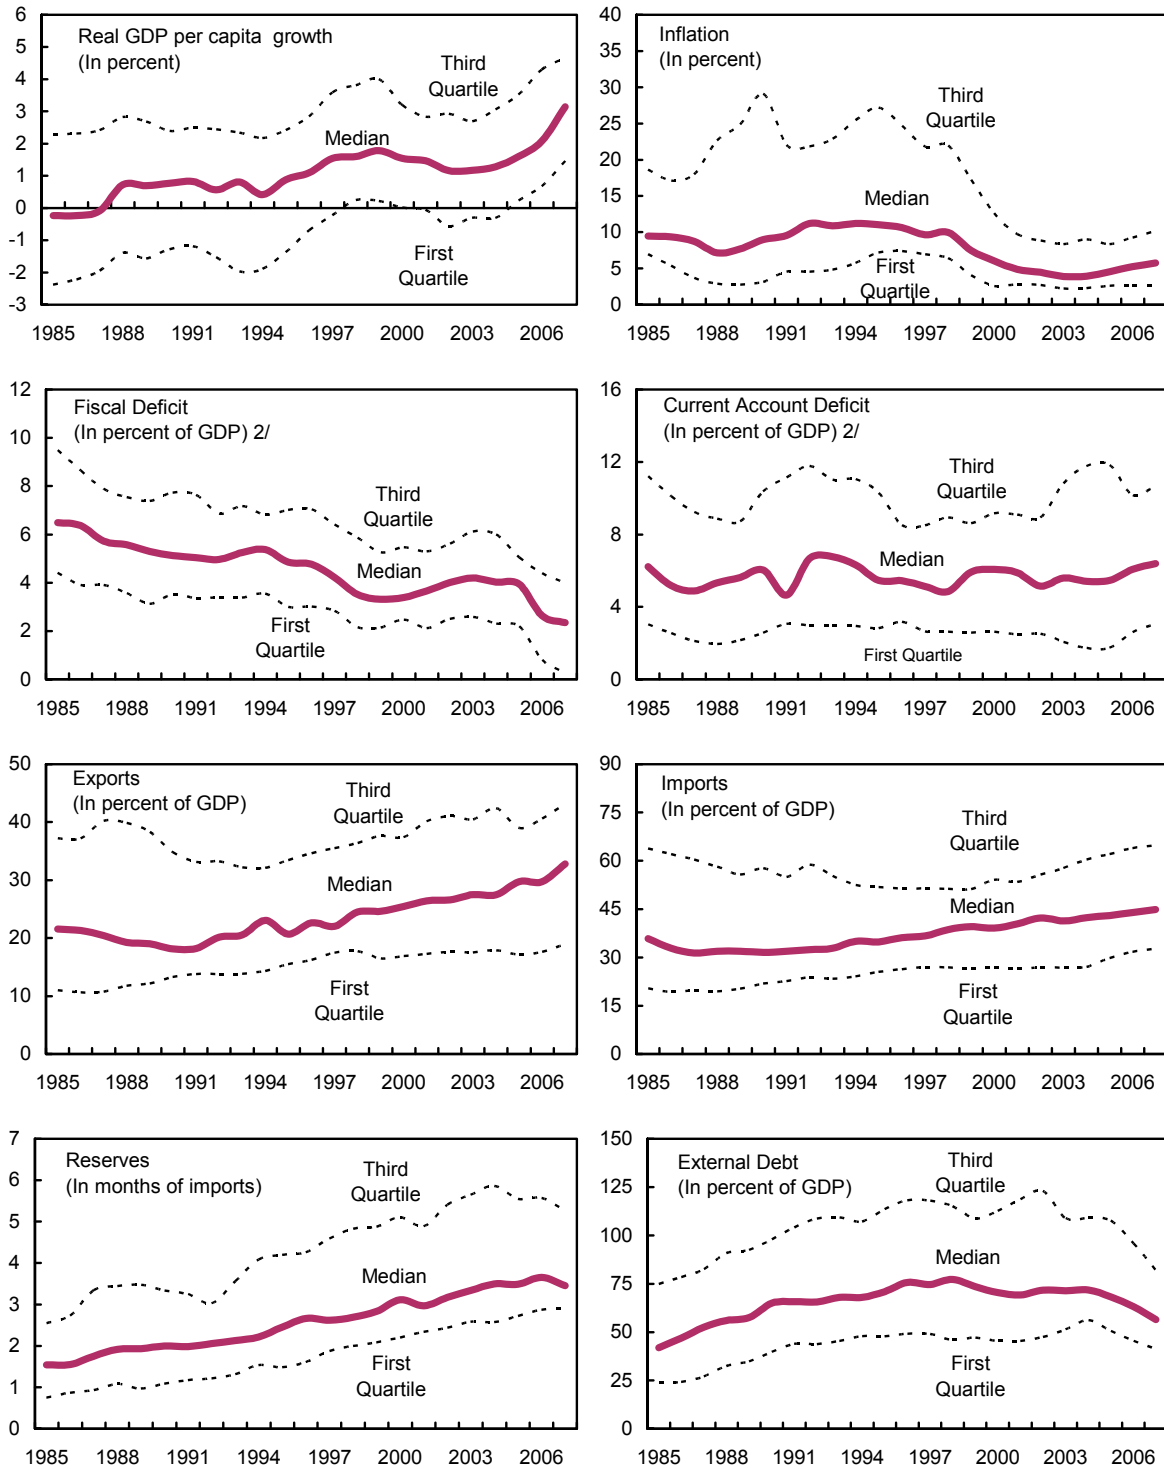 Real GDP per capita growth
(In percent)
Third
Quartile
Median
First
Quartile
6
5
4
3
2
1
0
-1
-2
-3
1985 1988 1991 1994 1997 2000 2003 2006
Inflation
(In percent)
Third
Quartile
Median
First
Quartile
40
35
30
25
20
15
10
5
0
1985 1988 1991 1994 1997 2000 2003 2006
Fiscal Deficit
(In percent of GDP) 2/
Third
Quartile
Median
First
Quartile
12
10
8
6
4
2
0
1985 1988 1991 1994 1997 2000 2003 2006
Current Account Deficit
(In percent of GDP) 2/
Third
Quartile
Median
First Quartile
16
12
8
4
0
1985 1988 1991 1994 1997 2000 2003 2006
Exports
(In percent of GDP)
Third
Quartile
Median
First
Quartile
50
40
30
20
10
0
1985 1988 1991 1994 1997 2000 2003 2006
Imports
(In percent of GDP)
Third
Quartile
Median
First
Quartile
90
75
60
45
30
15
0
1985 1988 1991 1994 1997 2000 2003 2006
Reserves
(In months of imports)
Third
Quartile
Median
First
Quartile
7
6
5
4
3
2
1
0
1985 1988 1991 1994 1997 2000 2003 2006
External Debt
(In percent of GDP)
Third
Quartile
Median
First
Quartile
150
125
100
75
50
25
0
1985 1988 1991 1994 1997 2000 2003 2006